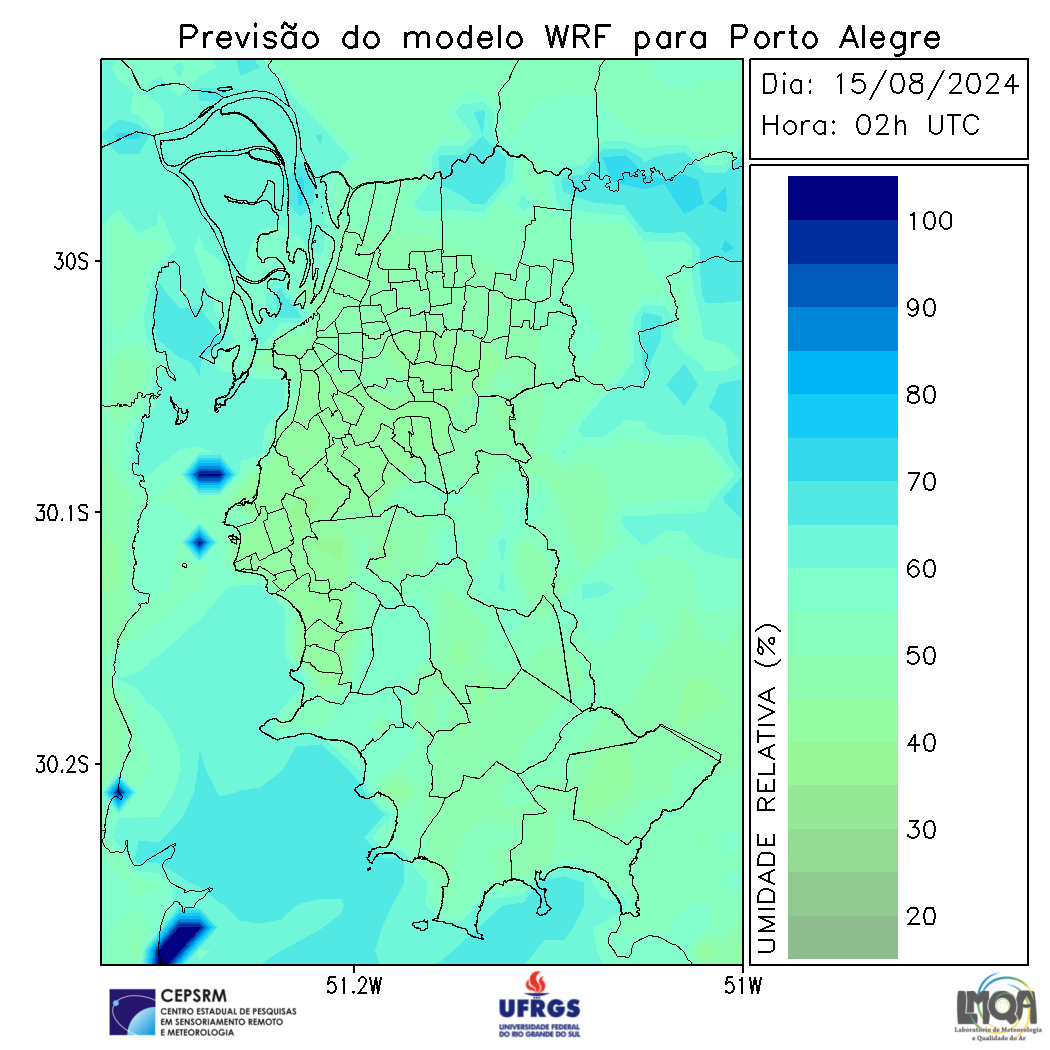 Previsão do modelo WRF para Porto Alegre
Dia: 15/08/2024
Hora: 02h UTC
30S
30.1S
30.2S
51.2W
51W
100
90
80
70
60
50
40
30
20
UMIDADE RELATIVA (%)
CEPSRM
CENTRO ESTADUAL DE PESQUISAS
EM SENSORIAMENTO REMOTO
E METEOROLOGIA
UFRGS
UNIVERSIDADE FEDERAL
DO RIO GRANDE DO SUL
LMQA
Laboratório de Meteorologia
e Qualidade do Ar